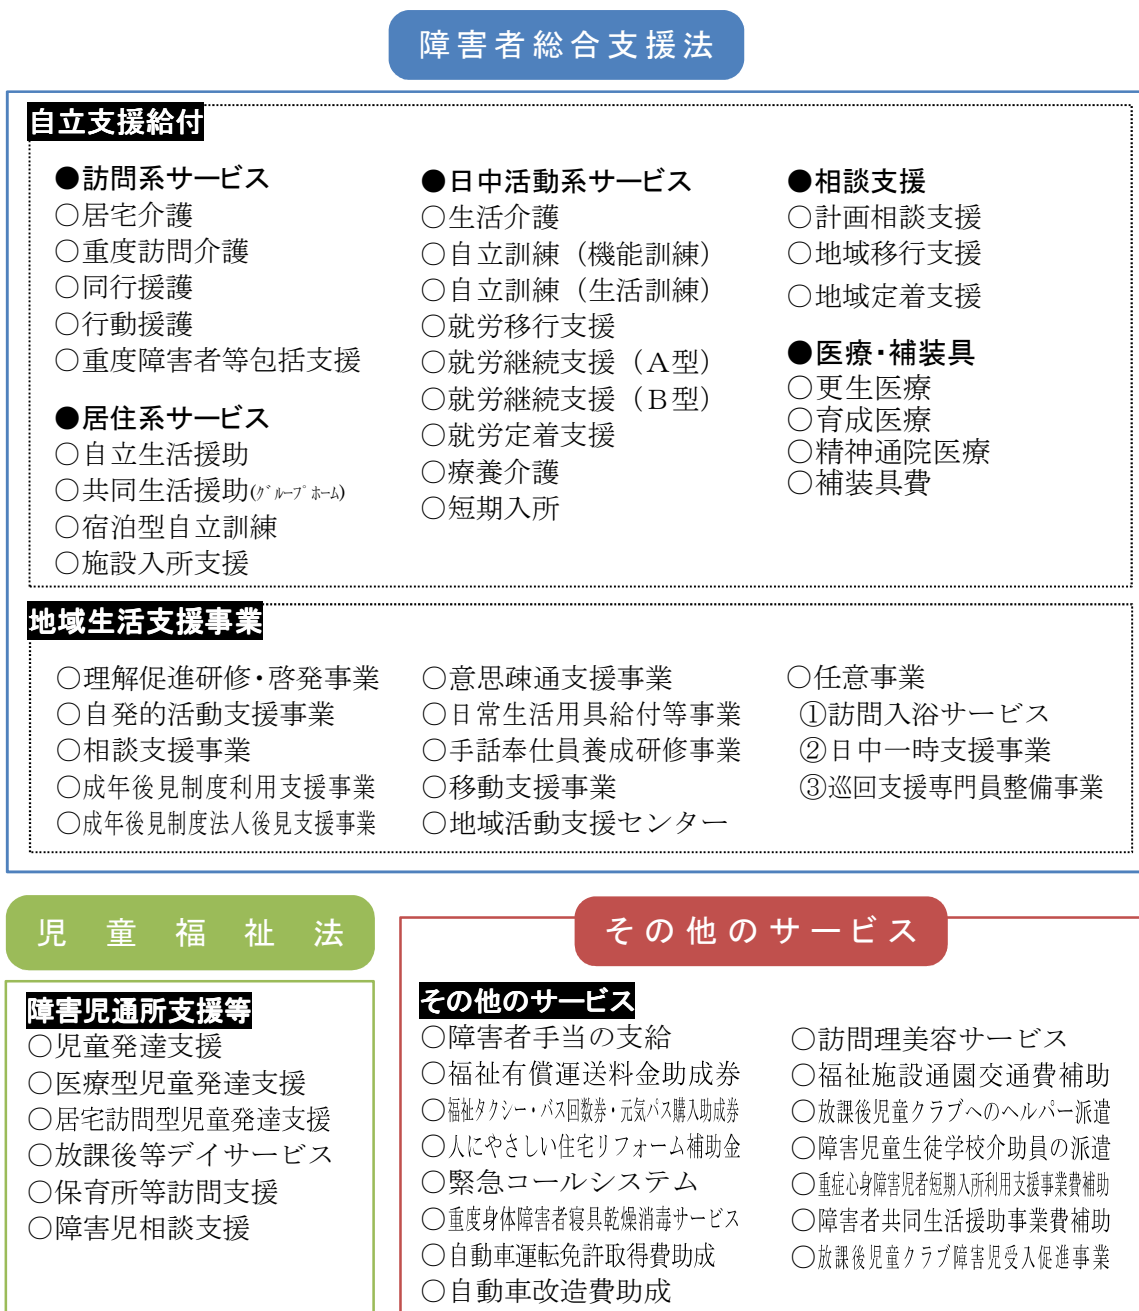 障害者総合支援法
自立支援給付
●訪問系サービス
○居宅介護
○重度訪問介護
○同行援護
○行動援護
○重度障害者等包括支援
●居住系サービス
○自立生活援助
○共同生活援助(ｸﾞﾙｰﾌﾟﾎｰﾑ)
○宿泊型自立訓練
○施設入所支援
●日中活動系サービス
○生活介護
○自立訓練（機能訓練）
○自立訓練（生活訓練）
○就労移行支援
○就労継続支援（Ａ型）
○就労継続支援（Ｂ型）
○就労定着支援
○療養介護
○短期入所
●相談支援
○計画相談支援
○地域移行支援
○地域定着支援
●医療・補装具
○更生医療
○育成医療
○精神通院医療
○補装具費
地域生活支援事業
○理解促進研修・啓発事業
○自発的活動支援事業
○相談支援事業
○成年後見制度利用支援事業
○成年後見制度法人後見支援事業
○意思疎通支援事業
○日常生活用具給付等事業
○手話奉仕員養成研修事業
○移動支援事業
○地域活動支援センター
○任意事業
①訪問入浴サービス
②日中一時支援事業
③巡回支援専門員整備事業
児童福祉法
障害児通所支援等
○児童発達支援
○医療型児童発達支援
○居宅訪問型児童発達支援
○放課後等デイサービス
○保育所等訪問支援
○障害児相談支援
その他のサービス
その他のサービス
○障害者手当の支給
○福祉有償運送料金助成券
○福祉タクシー・バス回数券・元気バス購入助成券
○人にやさしい住宅リフォーム補助金
○緊急コールシステム
○重度身体障害者寝具乾燥消毒サービス
○自動車運転免許取得費助成
○自動車改造費助成
○訪問理美容サービス
○福祉施設通園交通費補助
○放課後児童クラブへのヘルパー派遣
○障害児童生徒学校介助員の派遣
○重症心身障害児者短期入所利用支援事業費補助
○障害者共同生活援助事業費補助
○放課後児童クラブ障害児受入促進事業